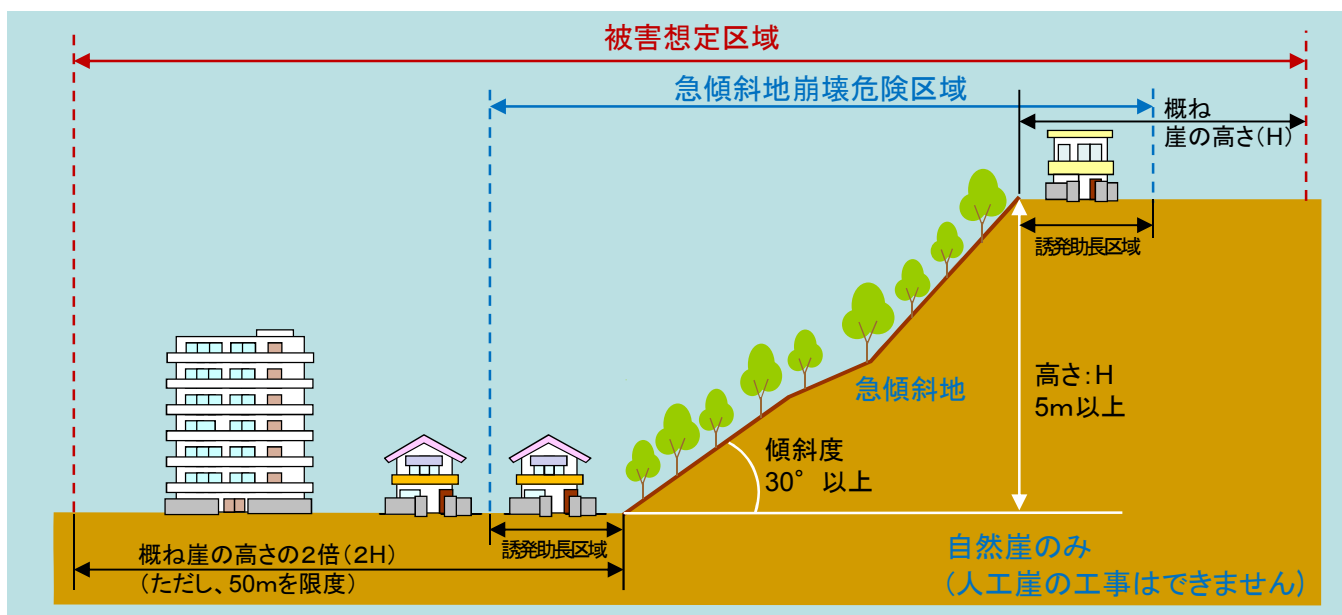 被害想定区域
急傾斜地崩壊危険区域
概ね
崖の高さ(H)
誘発助長区域
急傾斜地
高さ:H
5m以上
傾斜度
30°以上
誘発助長区域
概ね崖の高さの2倍(2H)
(ただし、50mを限度)
自然崖のみ
(人工崖の工事はできません)